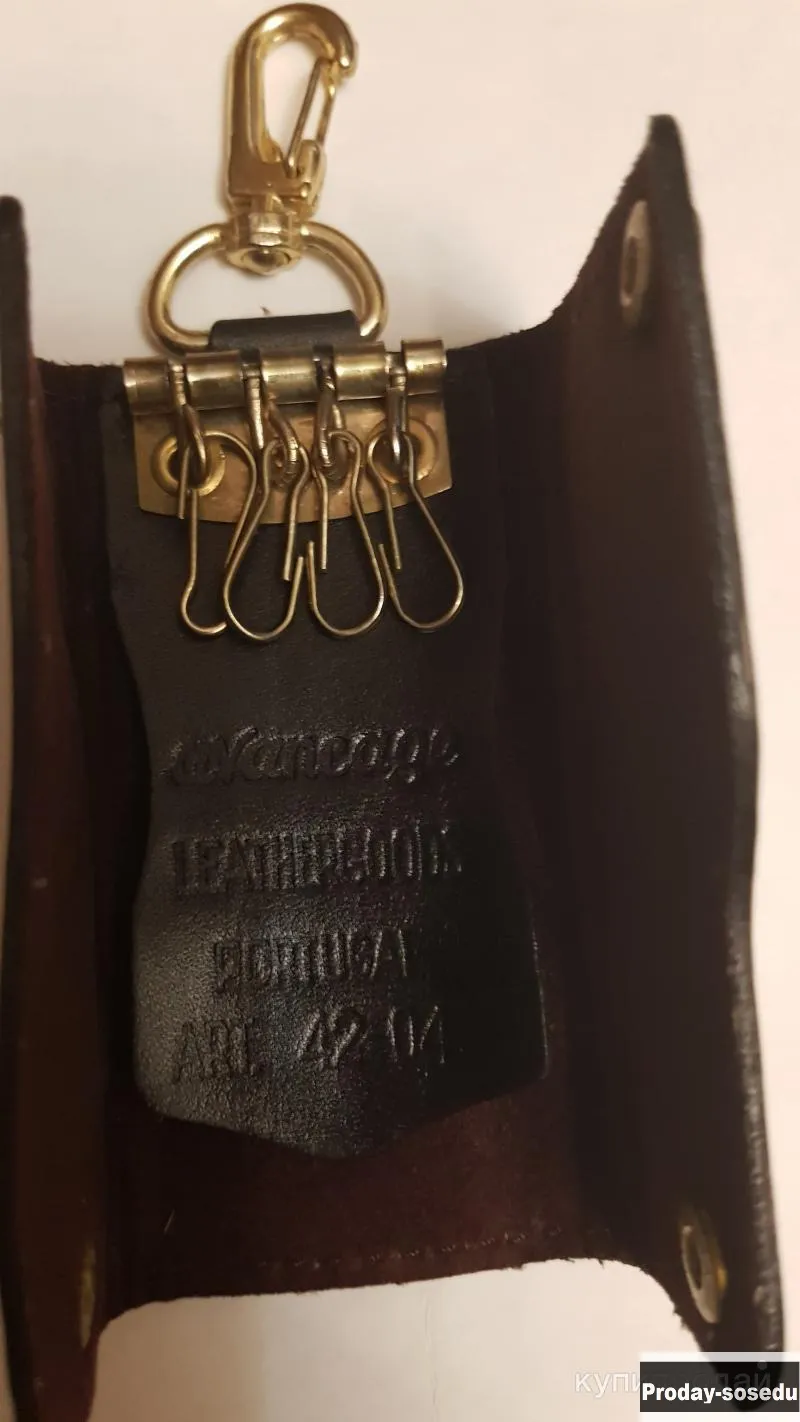 LEATHERGOODS
PORTUGAL
ART. 42-04
Proday-sosedu